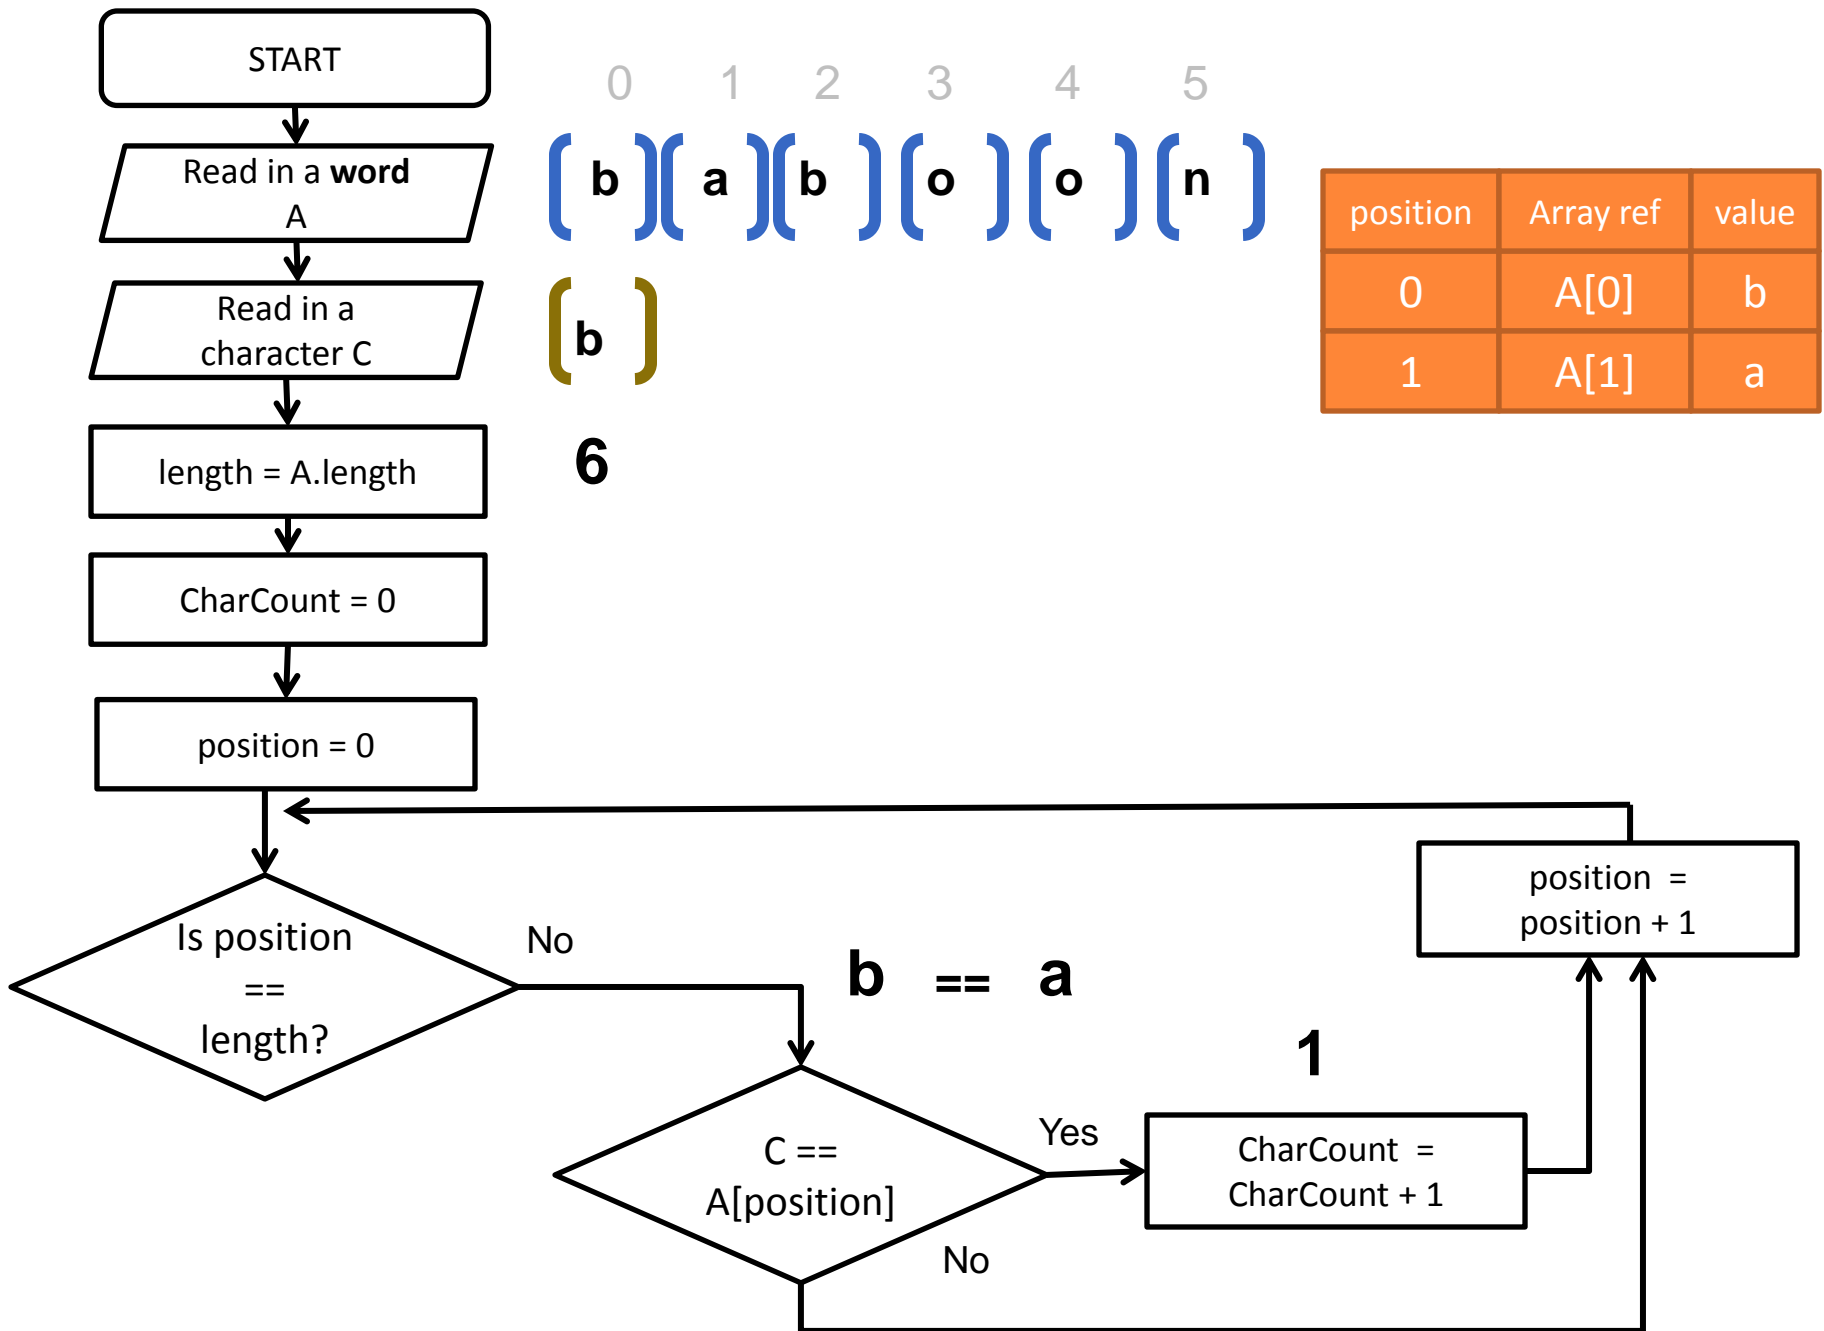 START
0 1 2 3 4 5
Read in a word
A
b a b o o n
position Array ref value
0 A[0] b
1 A[1] a
Read in a
character C
b
length = A.length
6
CharCount = 0
position = 0
position =
position + 1
Is position
==
length?
No
b == a
1
C ==
A[position]
Yes
CharCount =
CharCount + 1
No